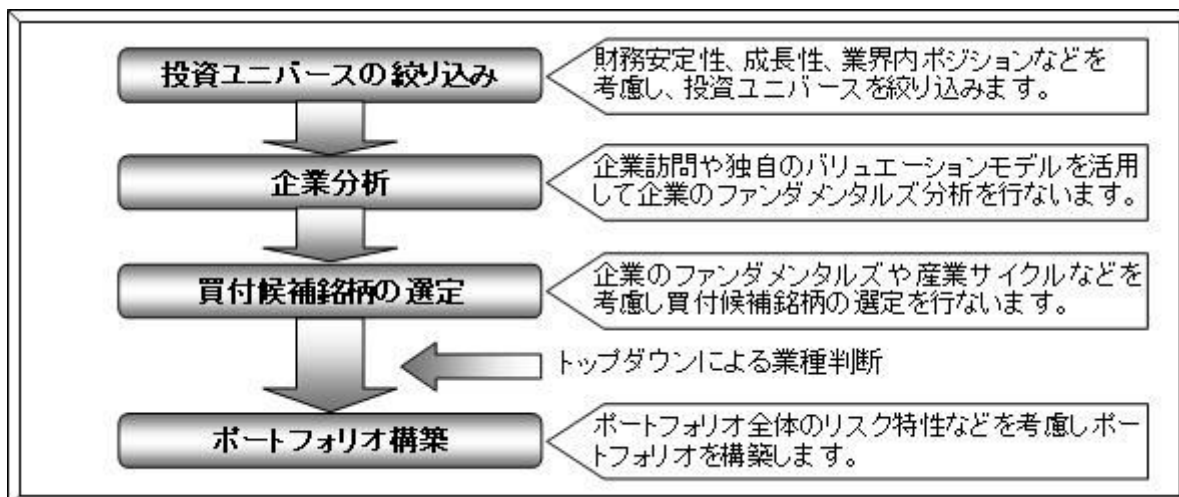 投資ユニバースの絞り込み
財務安定性、成長性、業界内ポジションなどを
考慮し、投資ユニバースを絞り込みます。
企業分析
企業訪問や独自のバリュエーションモデルを活用
して企業のファンダメンタルズ分析を行ないます。
買付候補銘柄の選定
企業のファンダメンタルズや産業サイクルなどを
考慮し買付候補銘柄の選定を行ないます。
トップダウンによる業種判断
ポートフォリオ構築
ポートフォリオ全体のリスク特性などを考慮しポー
トフォリオを構築します。